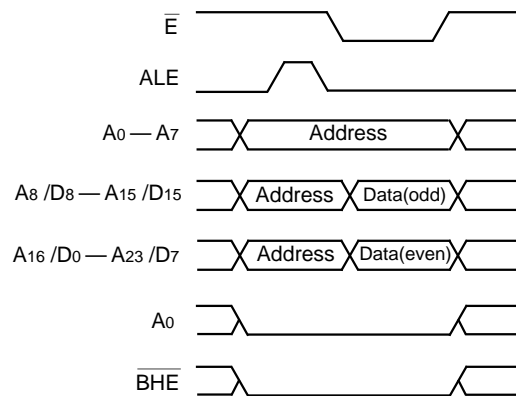 E̅
ALE
A0 — A7 Address
A8 /D8 — A15 /D15 Address Data(odd)
A16 /D0 — A23 /D7 Address Data(even)
A0
B̅H̅E̅